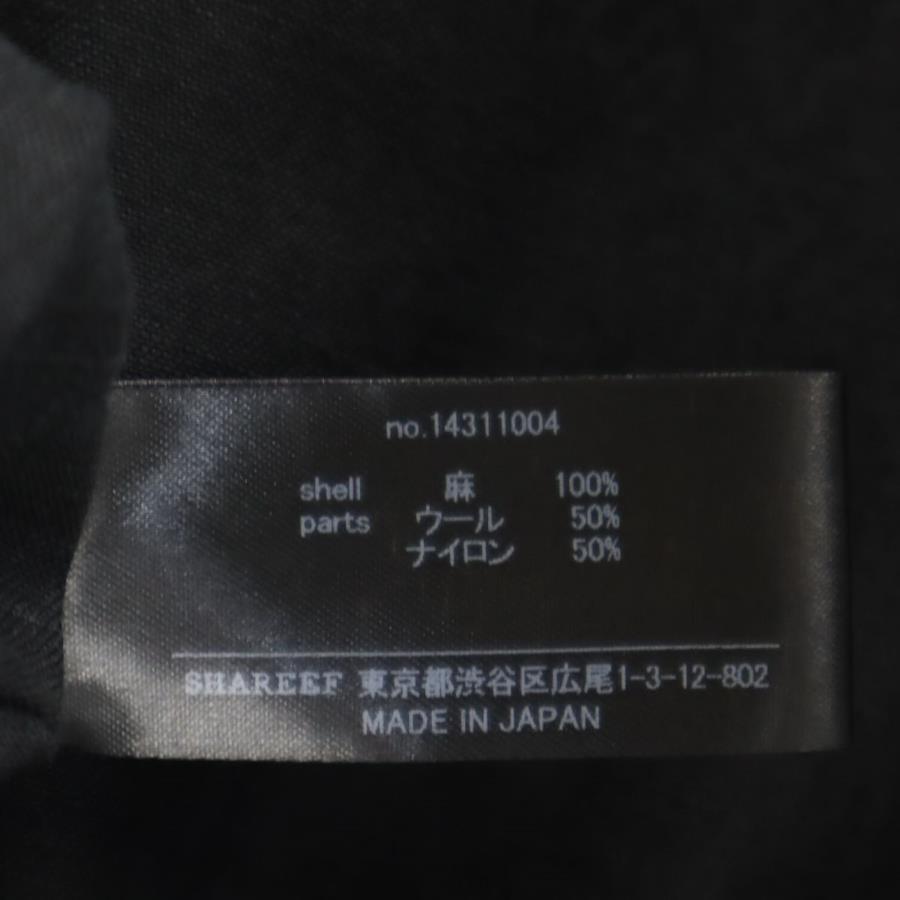 no.14311004
shell 麻 100%
parts ウール 50%
ナイロン 50%
SHAREEF 東京都渋谷区広尾1-3-12-802
MADE IN JAPAN